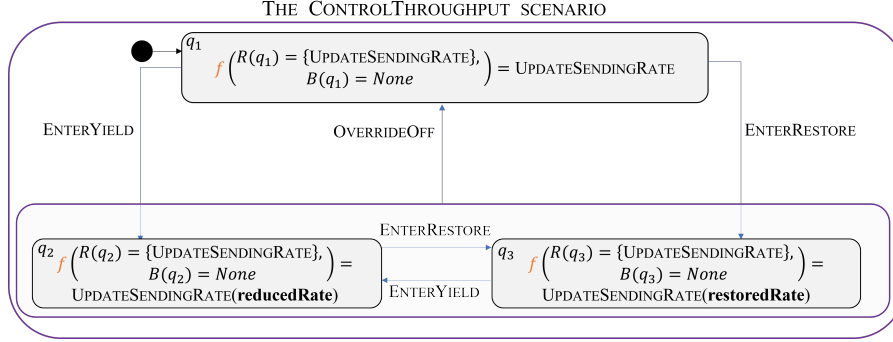 THE CONTROLTHROUGHPUT SCENARIO
q1
f(R(q1) = {UPDATESENDINGRATE},
B(q1) = None) = UPDATESENDINGRATE
ENTERYIELD
OVERRIDEOFF
ENTERRESTORE
q2
f(R(q2) = {UPDATESENDINGRATE},
B(q2) = None) =
UPDATESENDINGRATE(reducedRate)
ENTERRESTORE
ENTERYIELD
q3
f(R(q3) = {UPDATESENDINGRATE},
B(q3) = None) =
UPDATESENDINGRATE(restoredRate)